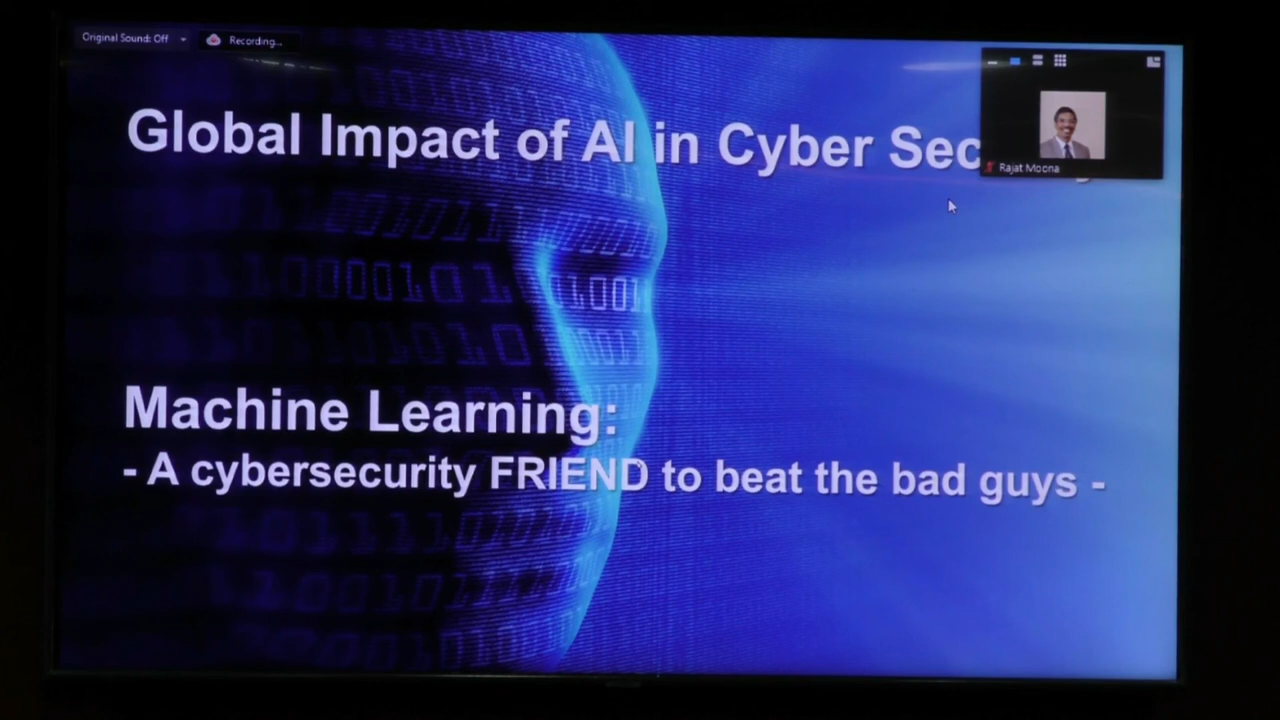 Original Sound: Off
Recording...
Global Impact of AI in Cyber Sec
Rajat Moona
Machine Learning:
- A cybersecurity FRIEND to beat the bad guys -